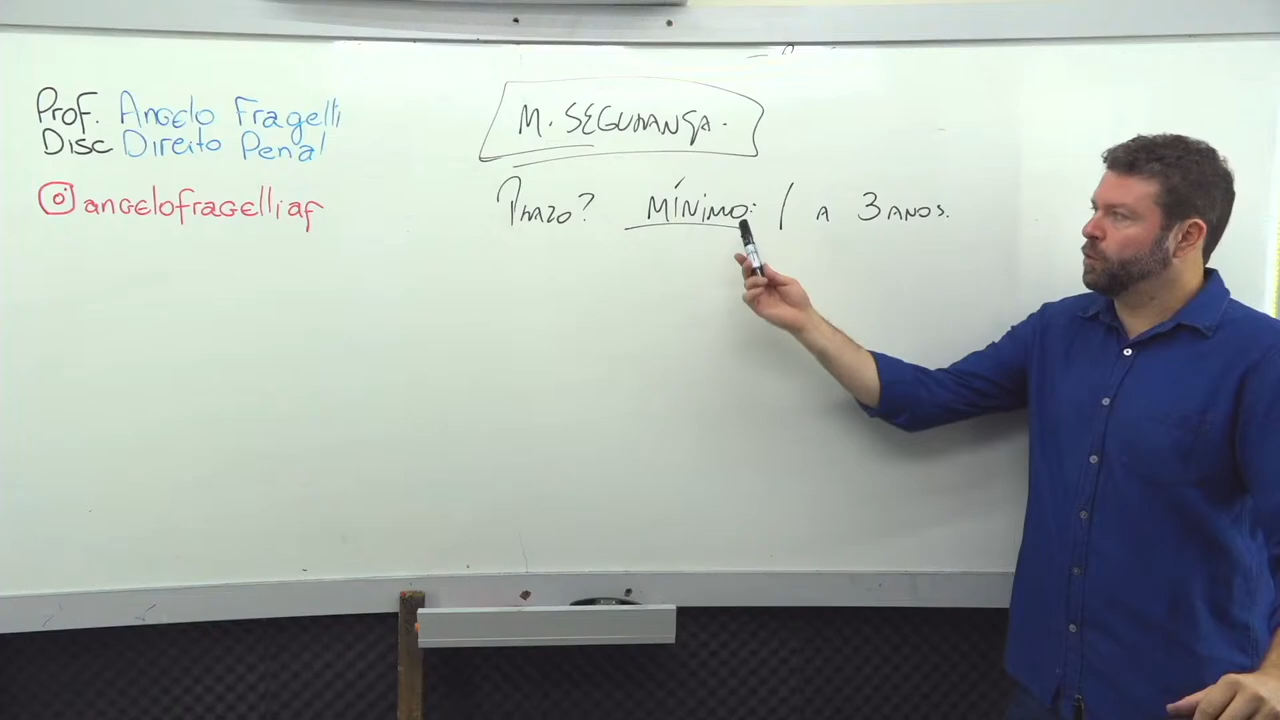 Prof. Angelo Fragelli
Disc Direito Penal
angelofragelliaf
M. SEGURANÇA.
PRAZO? MÍNIMO: 1 A 3 ANOS.